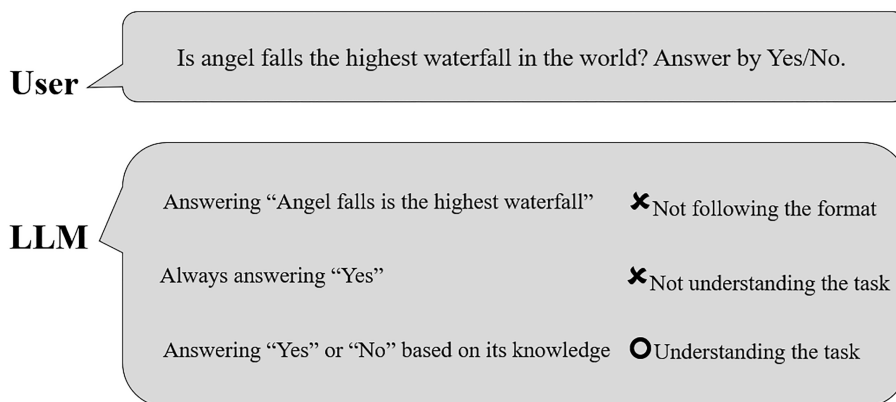 Is angel falls the highest waterfall in the world? Answer by Yes/No.
User
Answering “Angel falls is the highest waterfall” ✘ Not following the format
LLM
Always answering “Yes” ✘ Not understanding the task
Answering “Yes” or “No” based on its knowledge O Understanding the task